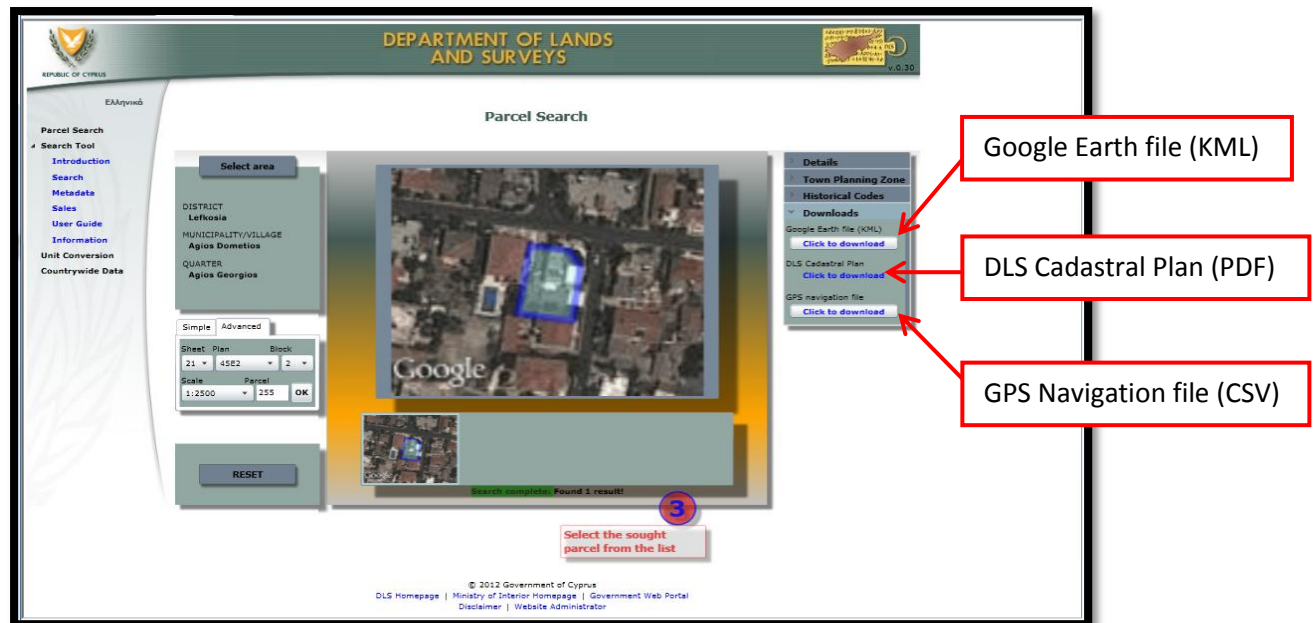 REPUBLIC OF CYPRUS
DEPARTMENT OF LANDS
AND SURVEYS
v.0.30
Ελληνικά
Parcel Search
Search Tool
Introduction
Search
Metadata
Sales
User Guide
Information
Unit Conversion
Countrywide Data
Parcel Search
Select area
DISTRICT
Lefkosia
MUNICIPALITY/VILLAGE
Agios Dometios
QUARTER
Agios Georgios
Simple Advanced
Sheet Plan Block
21 45E2 2
Scale Parcel
1:2500 255 OK
RESET
Google
Google
Search complete: Found 1 result!
3
Select the sought
parcel from the list
Details
Town Planning Zone
Historical Codes
Downloads
Google Earth file (KML)
Click to download
DLS Cadastral Plan
Click to download
GPS navigation file
Click to download
Google Earth file (KML)
DLS Cadastral Plan (PDF)
GPS Navigation file (CSV)
© 2012 Government of Cyprus
DLS Homepage | Ministry of Interior Homepage | Government Web Portal
Disclaimer | Website Administrator